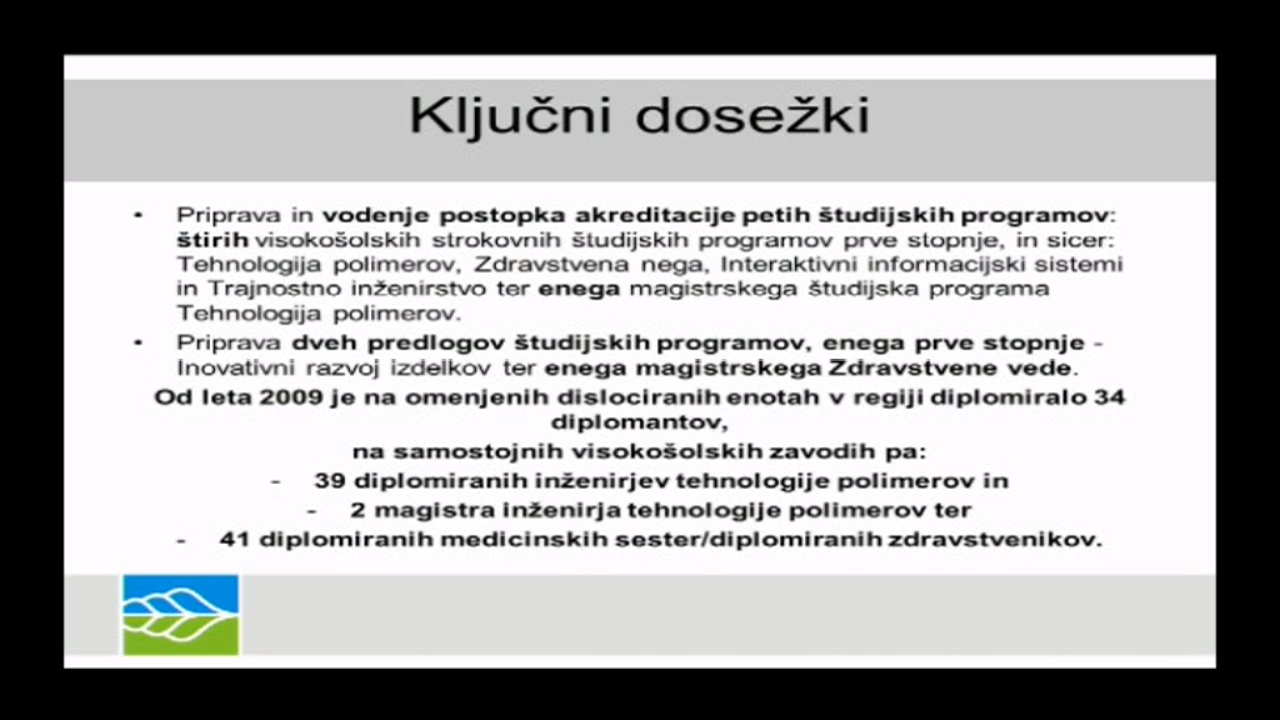 Ključni dosežki
• Priprava in vodenje postopka akreditacije petih študijskih programov:
štirih visokošolskih strokovnih študijskih programov prve stopnje, in sicer:
Tehnologija polimerov, Zdravstvena nega, Interaktivni informacijski sistemi
in Trajnostno inženirstvo ter enega magistrskega študijska programa
Tehnologija polimerov.
• Priprava dveh predlogov študijskih programov, enega prve stopnje -
Inovativni razvoj izdelkov ter enega magistrskega Zdravstvene vede.
Od leta 2009 je na omenjenih dislociranih enotah v regiji diplomiralo 34
diplomantov,
na samostojnih visokošolskih zavodih pa:
- 39 diplomiranih inženirjev tehnologije polimerov in
- 2 magistra inženirja tehnologije polimerov ter
- 41 diplomiranih medicinskih sester/diplomiranih zdravstvenikov.